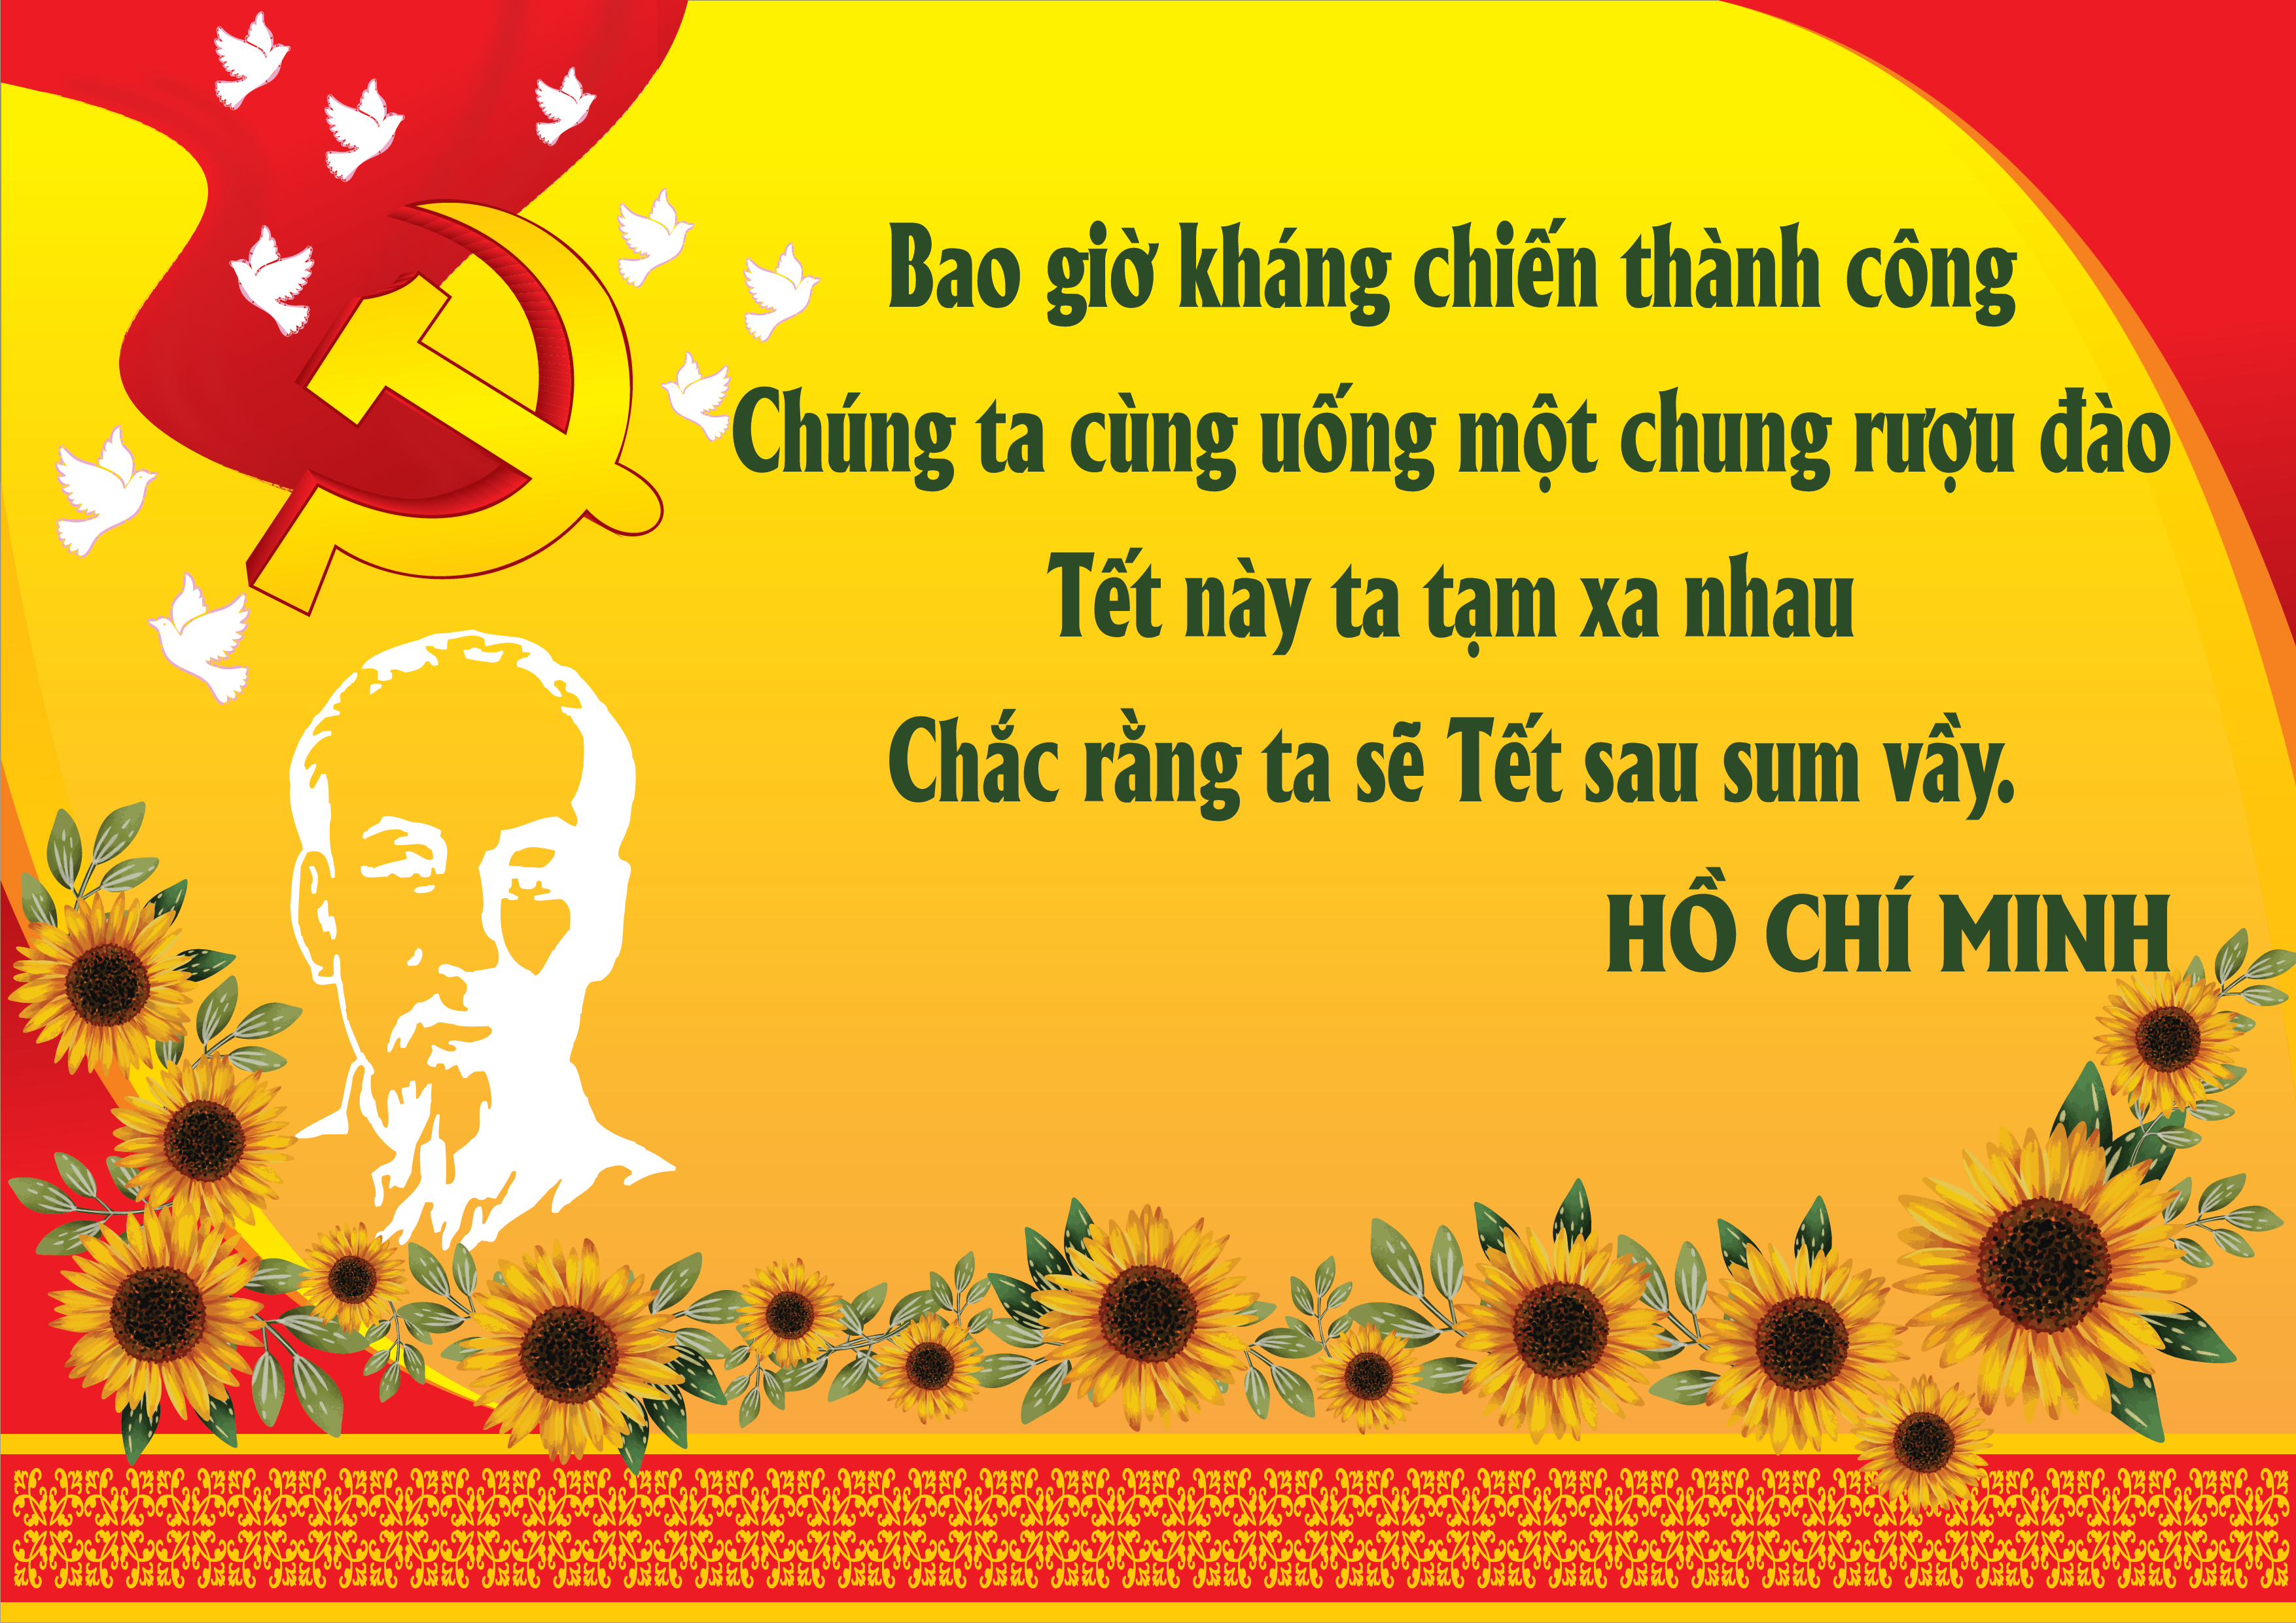 Bao giờ kháng chiến thành công
Chúng ta cùng uống một chung rượu đào
Tết này ta tạm xa nhau
Chắc rằng ta sẽ Tết sau sum vầy.
HỒ CHÍ MINH